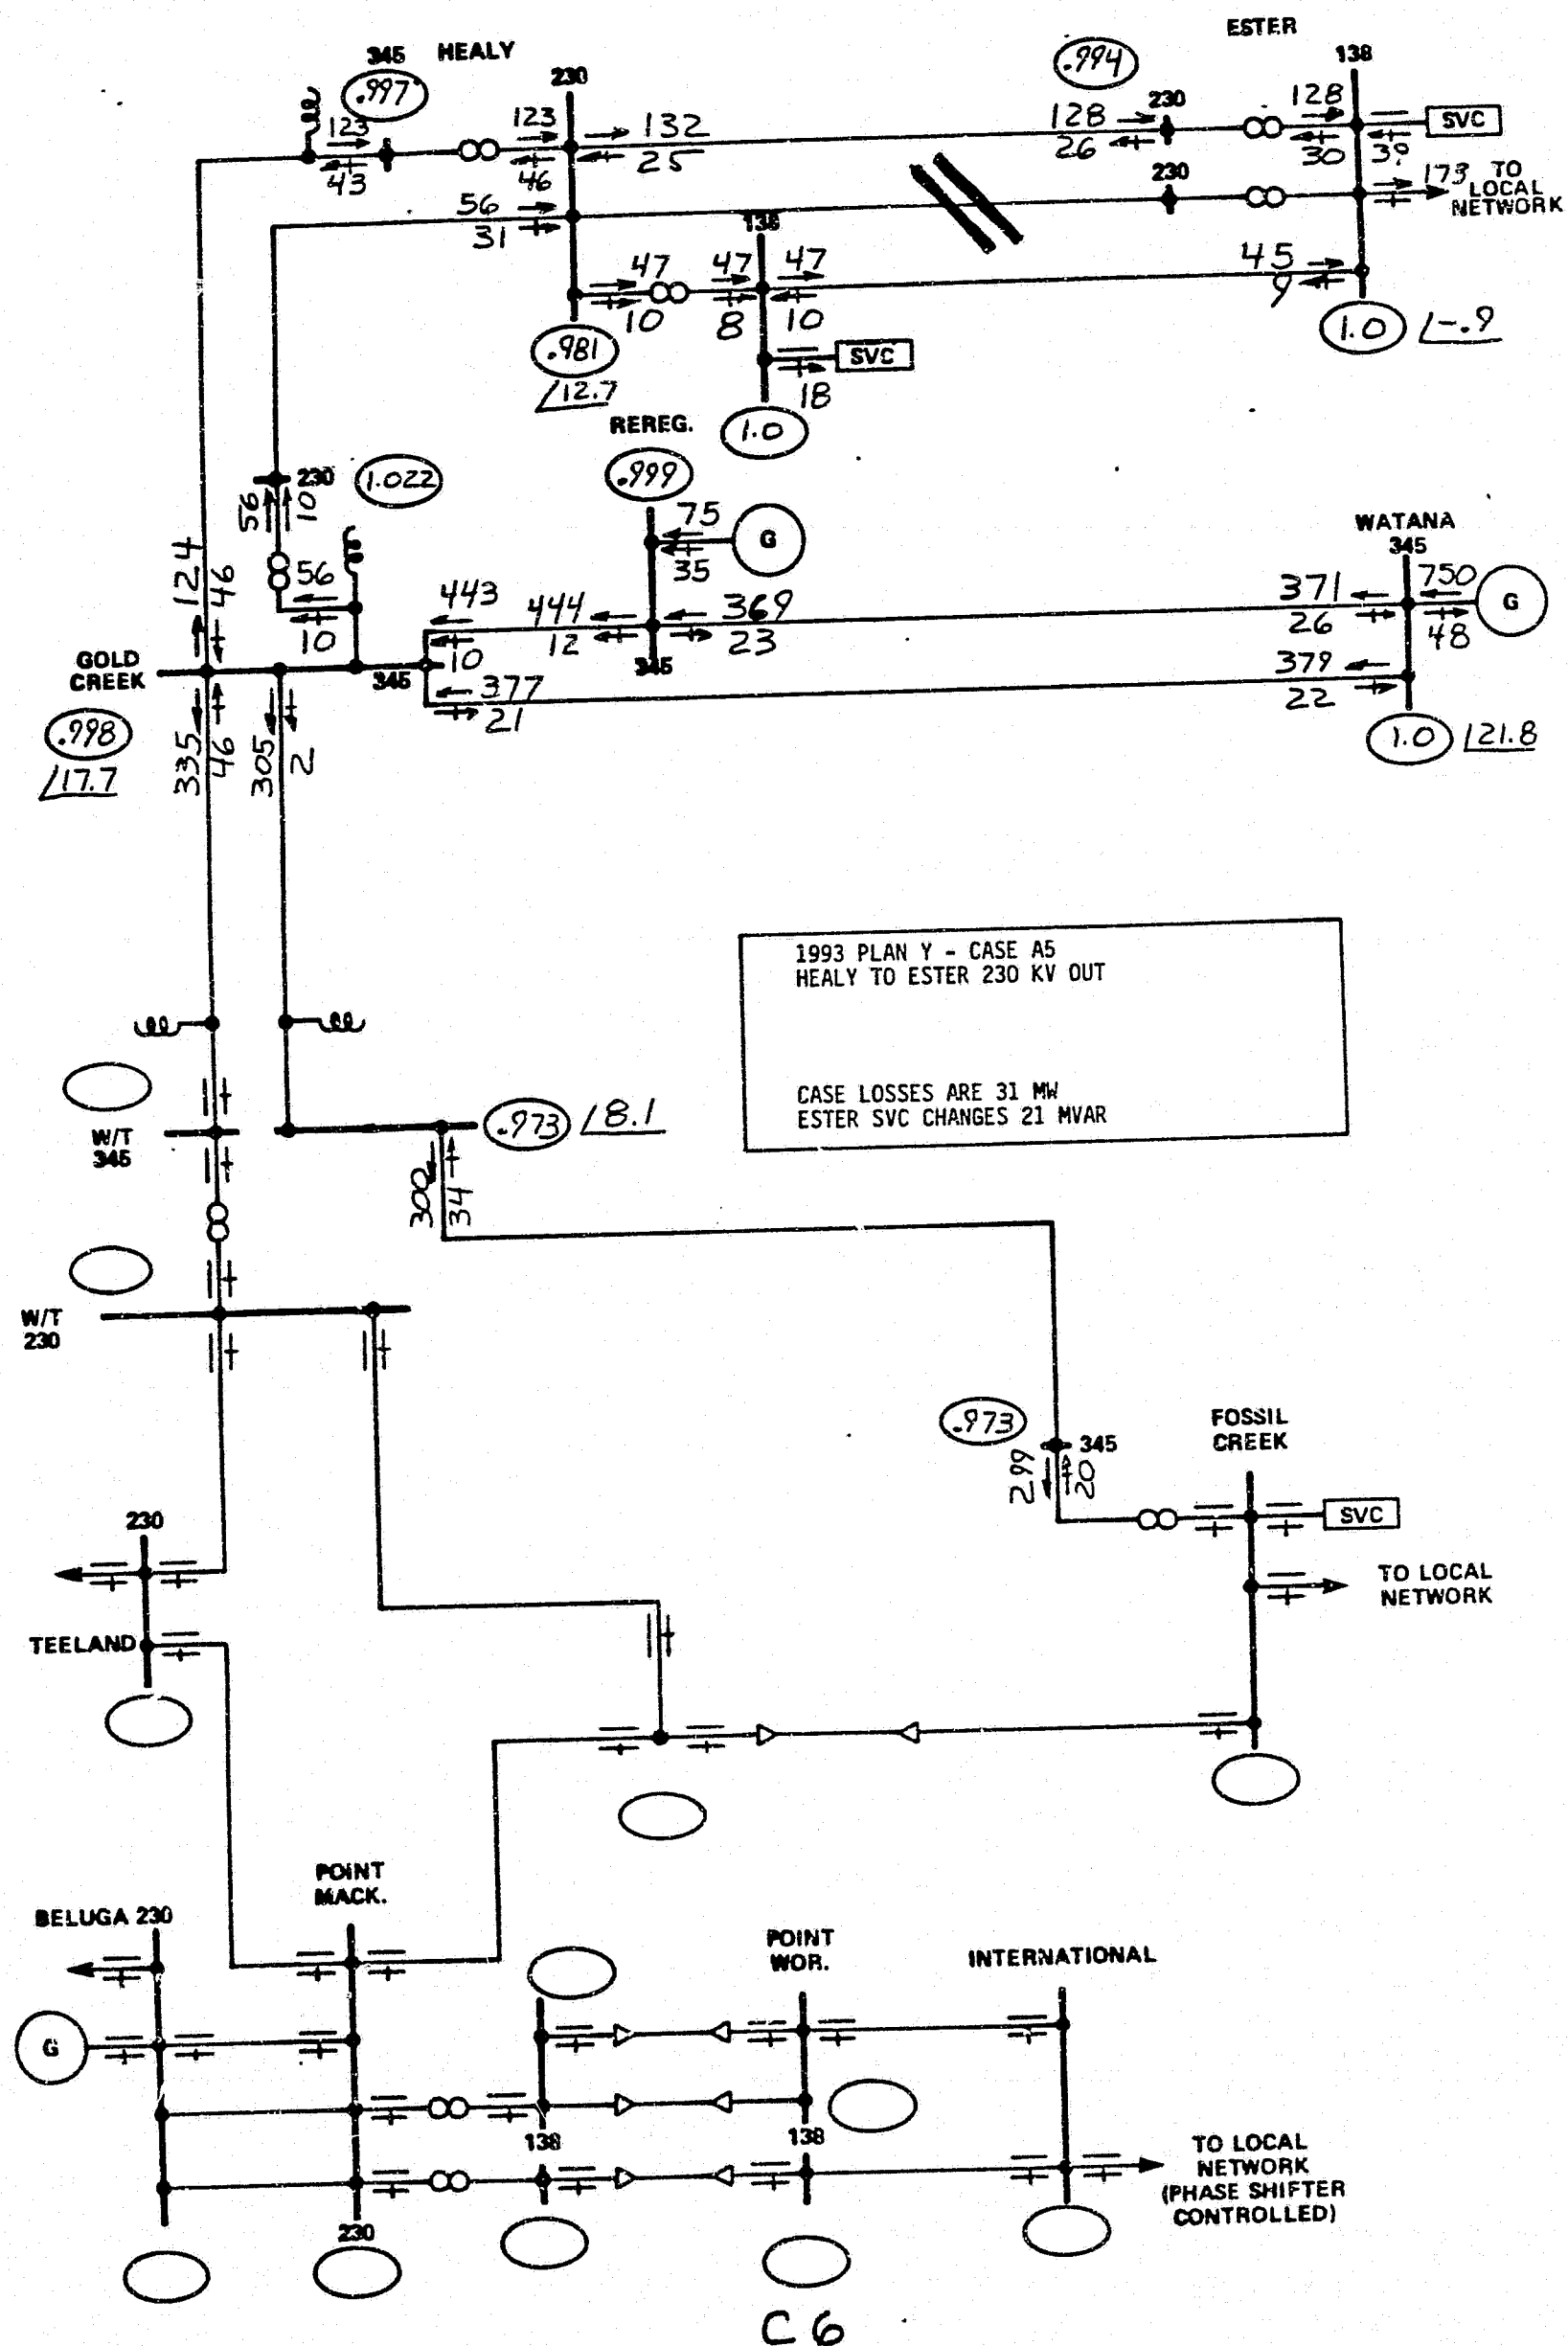 ESTER
345 HEALY
.997
230
.994
138
123
123
132
128
230
128
SVC
43
46
25
26
30
39
230
173 TO
LOCAL
NETWORK
56
31
138
47
47
47
45
10
8
10
9
.981
/12.7
SVC
18
1.0
1.0 /-.9
REREG.
.999
230
1.022
56
10
75
G
35
WATANA
345
124
46
56
10
443
444
369
371
750
G
10
12
23
26
48
GOLD
CREEK
345
345
377
21
379
22
.998
/17.7
335
46
305
2
1.0 /21.8
1993 PLAN Y - CASE A5
HEALY TO ESTER 230 KV OUT
CASE LOSSES ARE 31 MW
ESTER SVC CHANGES 21 MVAR
W/T
345
.973 /8.1
300
34
W/T
230
.973
345
299
20
FOSSIL
CREEK
SVC
230
TO LOCAL
NETWORK
TEELAND
POINT
MACK.
BELUGA 230
POINT
WOR.
INTERNATIONAL
G
138
138
TO LOCAL
NETWORK
(PHASE SHIFTER
CONTROLLED)
230
C6